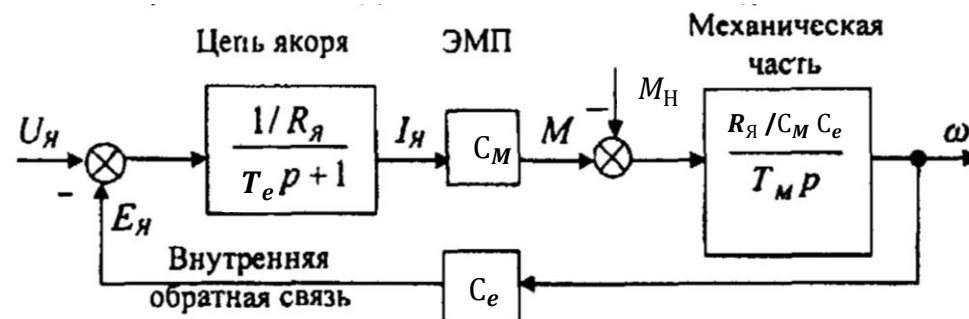 Цепь якоря
ЭМП
Механическая
часть
U_Я
−
1/R_Я
T_e p + 1
I_Я
C_M
M
−
M_Н
R_Я /C_M C_e
T_M p
ω
E_Я
Внутренняя
обратная связь
C_e